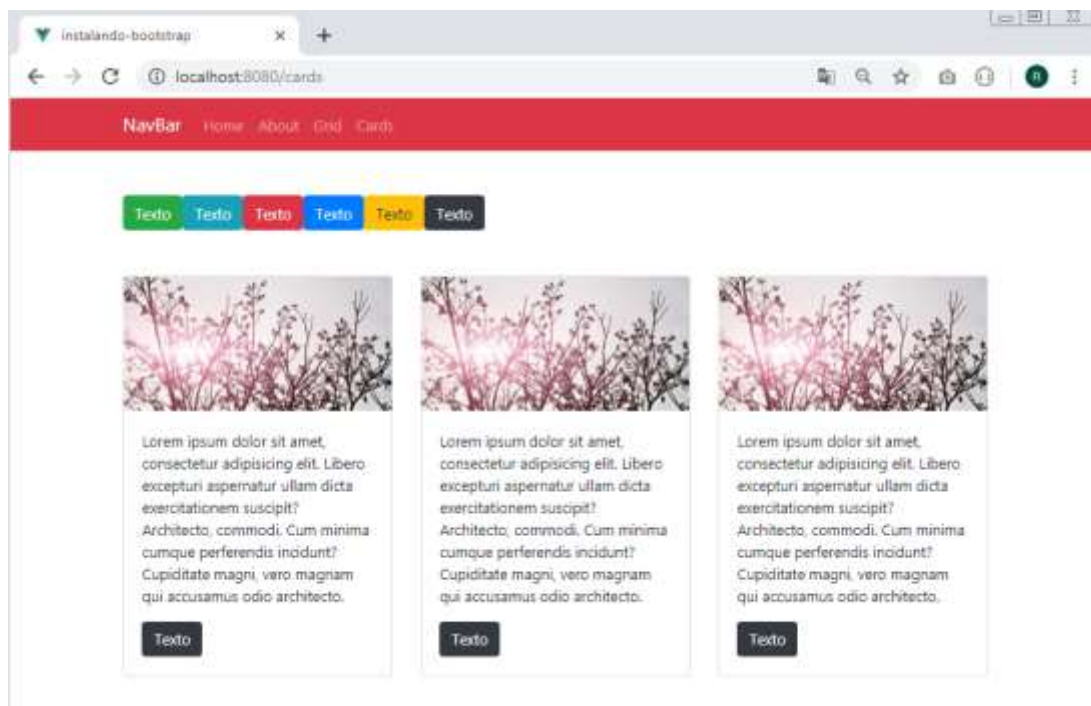 instalando-bootstrap
localhost:8080/cards
NavBar Home About Grid Cards
Texto Texto Texto Texto Texto Texto
Lorem ipsum dolor sit amet,
consectetur adipisicing elit. Libero
excepturi aspernatur ullam dicta
exercitationem suscipit?
Architecto, commodi. Cum minima
cumque perferendis incidunt?
Cupiditate magni, vero magnam
qui accusamus odio architecto.
Texto
Lorem ipsum dolor sit amet,
consectetur adipisicing elit. Libero
excepturi aspernatur ullam dicta
exercitationem suscipit?
Architecto, commodi. Cum minima
cumque perferendis incidunt?
Cupiditate magni, vero magnam
qui accusamus odio architecto.
Texto
Lorem ipsum dolor sit amet,
consectetur adipisicing elit. Libero
excepturi aspernatur ullam dicta
exercitationem suscipit?
Architecto, commodi. Cum minima
cumque perferendis incidunt?
Cupiditate magni, vero magnam
qui accusamus odio architecto.
Texto